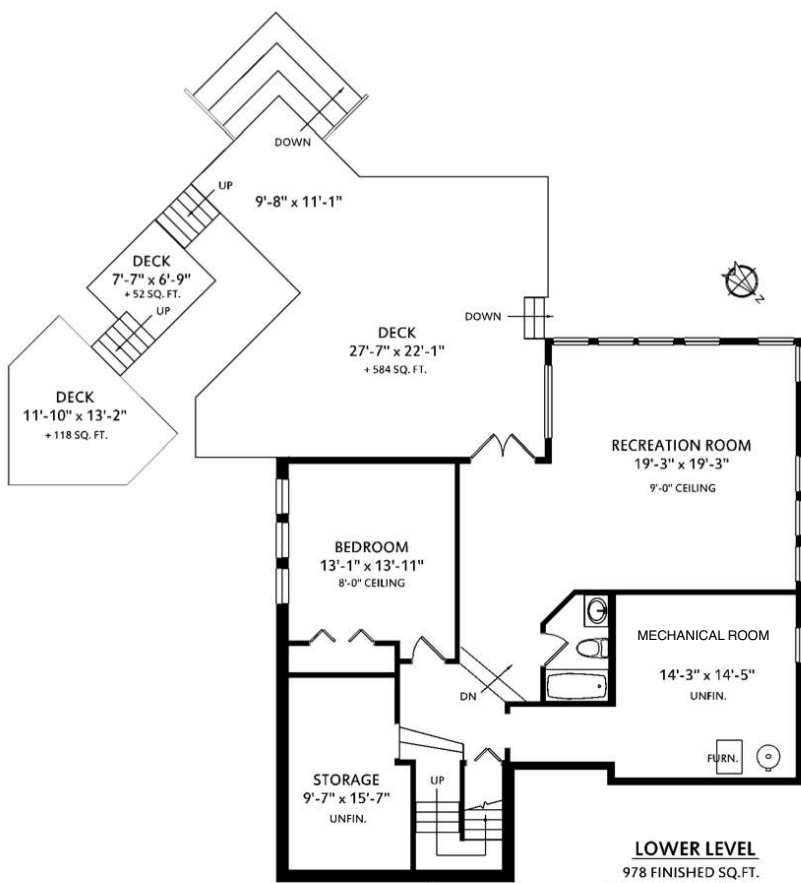 DOWN
UP
9'-8" x 11'-1"
DECK
7'-7" x 6'-9"
+ 52 SQ. FT.
UP
DOWN
DECK
27'-7" x 22'-1"
+ 584 SQ. FT.
N
DECK
11'-10" x 13'-2"
+ 118 SQ. FT.
RECREATION ROOM
19'-3" x 19'-3"
9'-0" CEILING
BEDROOM
13'-1" x 13'-11"
8'-0" CEILING
MECHANICAL ROOM
14'-3" x 14'-5"
UNFIN.
DN
FURN.
STORAGE
9'-7" x 15'-7"
UNFIN.
UP
LOWER LEVEL
978 FINISHED SQ.FT.